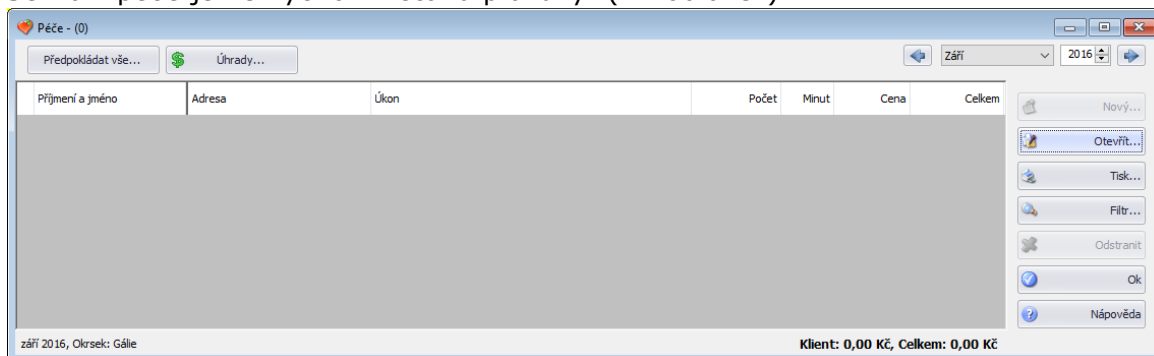 Péče - (0)
Předpokládat vše... Úhrady... Září 2016
Příjmení a jméno Adresa Úkon Počet Minut Cena Celkem
Nový...
Otevřít...
Tisk...
Filtr...
Odstranit
Ok
Nápověda
září 2016, Okrsek: Gálie Klient: 0,00 Kč, Celkem: 0,00 Kč